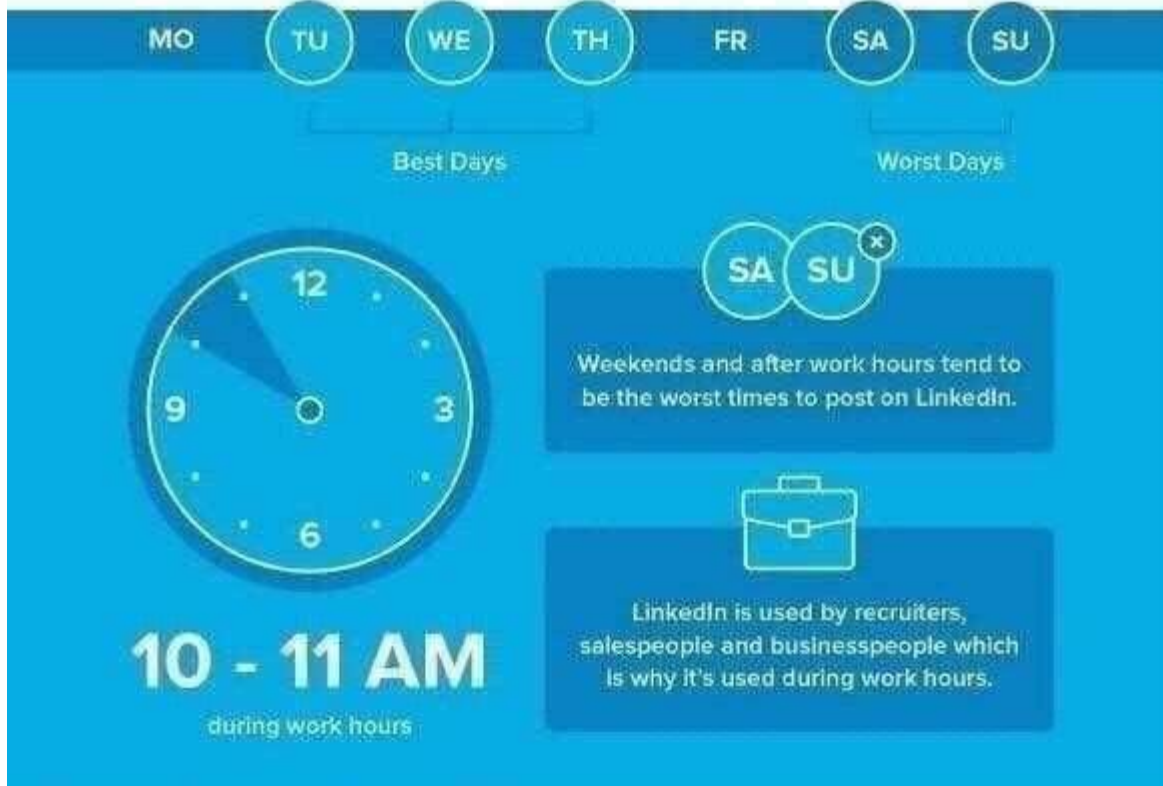 MO TU WE TH FR SA SU
Best Days
Worst Days
12
9
3
6
10 - 11 AM
during work hours
SA SU x
Weekends and after work hours tend to
be the worst times to post on LinkedIn.
LinkedIn is used by recruiters,
salespeople and businesspeople which
is why it's used during work hours.